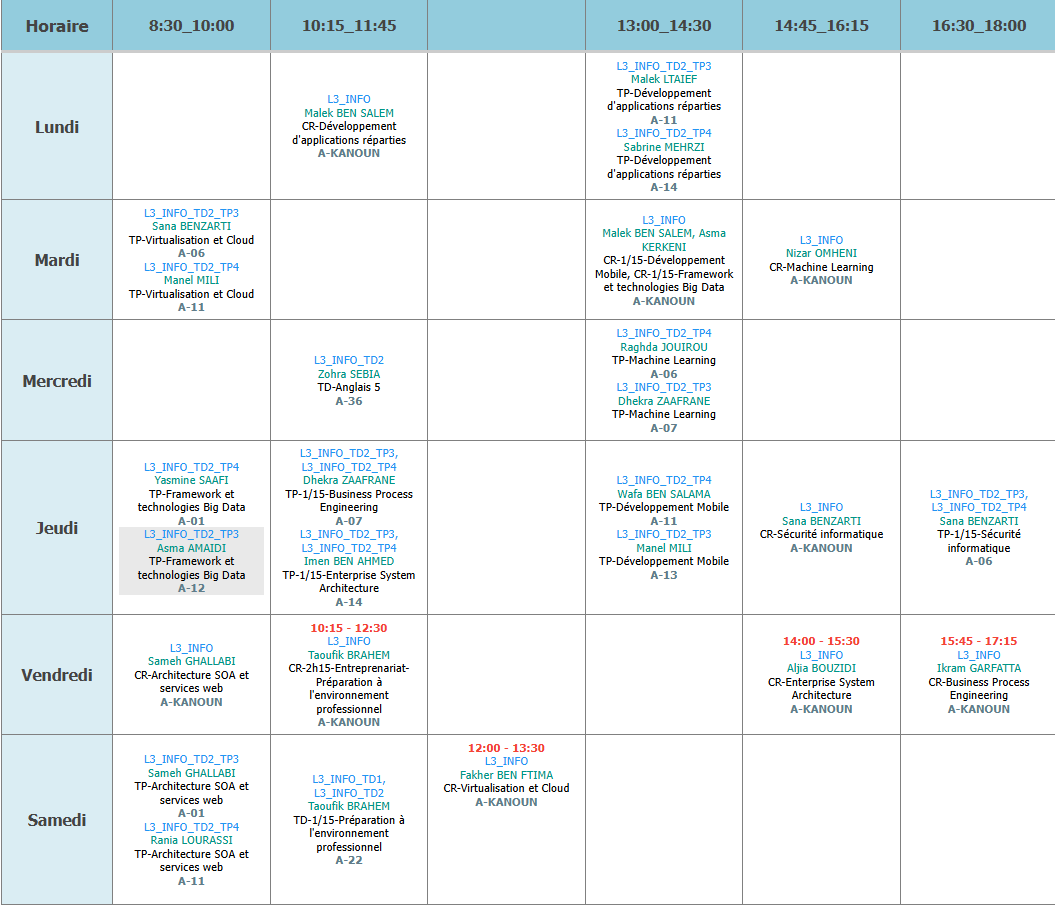 Horaire
8:30_10:00
10:15_11:45
13:00_14:30
14:45_16:15
16:30_18:00
Lundi
L3_INFO
Malek BEN SALEM
CR-Développement
d'applications réparties
A-KANOUN
L3_INFO_TD2_TP3
Malek LTAIEF
TP-Développement
d'applications réparties
A-11
L3_INFO_TD2_TP4
Sabrine MEHRZI
TP-Développement
d'applications réparties
A-14
Mardi
L3_INFO_TD2_TP3
Sana BENZARTI
TP-Virtualisation et Cloud
A-06
L3_INFO_TD2_TP4
Manel MILI
TP-Virtualisation et Cloud
A-11
L3_INFO
Malek BEN SALEM, Asma
KERKENI
CR-1/15-Développement
Mobile, CR-1/15-Framework
et technologies Big Data
A-KANOUN
L3_INFO
Nizar OMHENI
CR-Machine Learning
A-KANOUN
Mercredi
L3_INFO_TD2
Zohra SEBIA
TD-Anglais 5
A-36
L3_INFO_TD2_TP4
Raghda JOUIROU
TP-Machine Learning
A-06
L3_INFO_TD2_TP3
Dhekra ZAAFRANE
TP-Machine Learning
A-07
Jeudi
L3_INFO_TD2_TP4
Yasmine SAAFI
TP-Framework et
technologies Big Data
A-01
L3_INFO_TD2_TP3
Asma AMAIDI
TP-Framework et
technologies Big Data
A-12
L3_INFO_TD2_TP3,
L3_INFO_TD2_TP4
Dhekra ZAAFRANE
TP-1/15-Business Process
Engineering
A-07
L3_INFO_TD2_TP3,
L3_INFO_TD2_TP4
Imen BEN AHMED
TP-1/15-Enterprise System
Architecture
A-14
L3_INFO_TD2_TP4
Wafa BEN SALAMA
TP-Développement Mobile
A-11
L3_INFO_TD2_TP3
Manel MILI
TP-Développement Mobile
A-13
L3_INFO
Sana BENZARTI
CR-Sécurité informatique
A-KANOUN
L3_INFO_TD2_TP3,
L3_INFO_TD2_TP4
Sana BENZARTI
TP-1/15-Sécurité
informatique
A-06
Vendredi
L3_INFO
Sameh GHALLABI
CR-Architecture SOA et
services web
A-KANOUN
10:15 - 12:30
L3_INFO
Taoufik BRAHEM
CR-2h15-Entreprenariat-
Préparation à
l'environnement
professionnel
A-KANOUN
14:00 - 15:30
L3_INFO
Aljia BOUZIDI
CR-Enterprise System
Architecture
A-KANOUN
15:45 - 17:15
L3_INFO
Ikram GARFATTA
CR-Business Process
Engineering
A-KANOUN
Samedi
L3_INFO_TD2_TP3
Sameh GHALLABI
TP-Architecture SOA et
services web
A-01
L3_INFO_TD2_TP4
Rania LOURASSI
TP-Architecture SOA et
services web
A-11
L3_INFO_TD1,
L3_INFO_TD2
Taoufik BRAHEM
TD-1/15-Préparation à
l'environnement
professionnel
A-22
12:00 - 13:30
L3_INFO
Fakher BEN FTIMA
CR-Virtualisation et Cloud
A-KANOUN